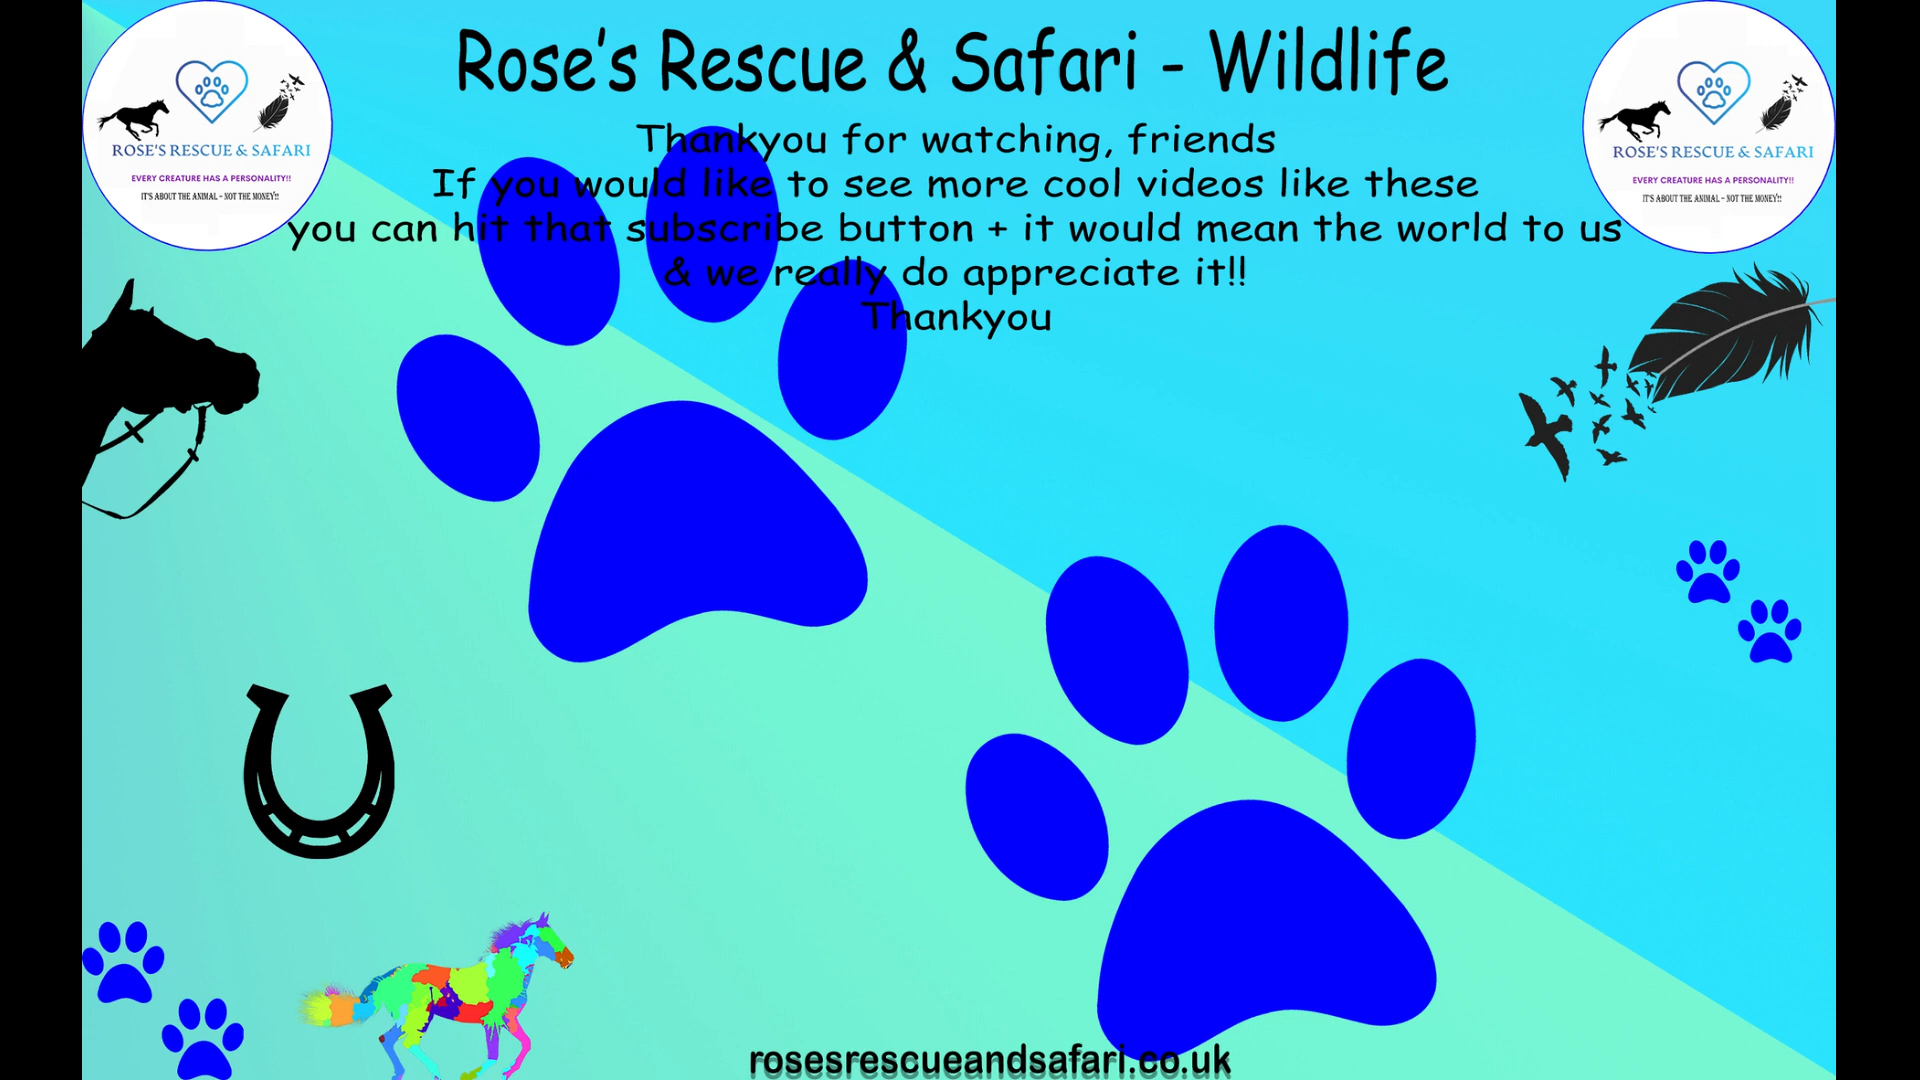 Rose's Rescue & Safari - Wildlife
Thankyou for watching, friends
If you would like to see more cool videos like these
you can hit that subscribe button + it would mean the world to us
& we really do appreciate it!!
Thankyou
ROSE'S RESCUE & SAFARI
EVERY CREATURE HAS A PERSONALITY!!
IT'S ABOUT THE ANIMAL - NOT THE MONEY!!
ROSE'S RESCUE & SAFARI
EVERY CREATURE HAS A PERSONALITY!!
IT'S ABOUT THE ANIMAL - NOT THE MONEY!!
rosesrescueandsafari.co.uk